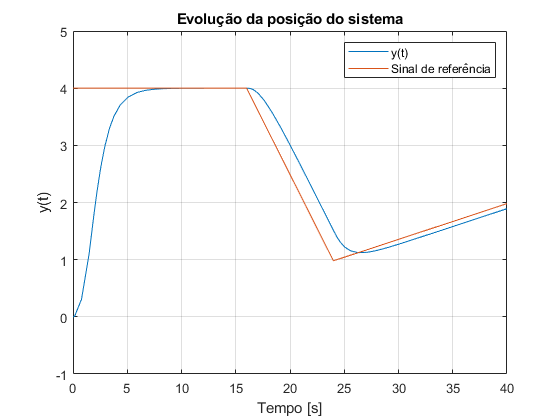 Evolução da posição do sistema
5
4
3
2
1
0
-1
y(t)
y(t)
Sinal de referência
0 5 10 15 20 25 30 35 40
Tempo [s]